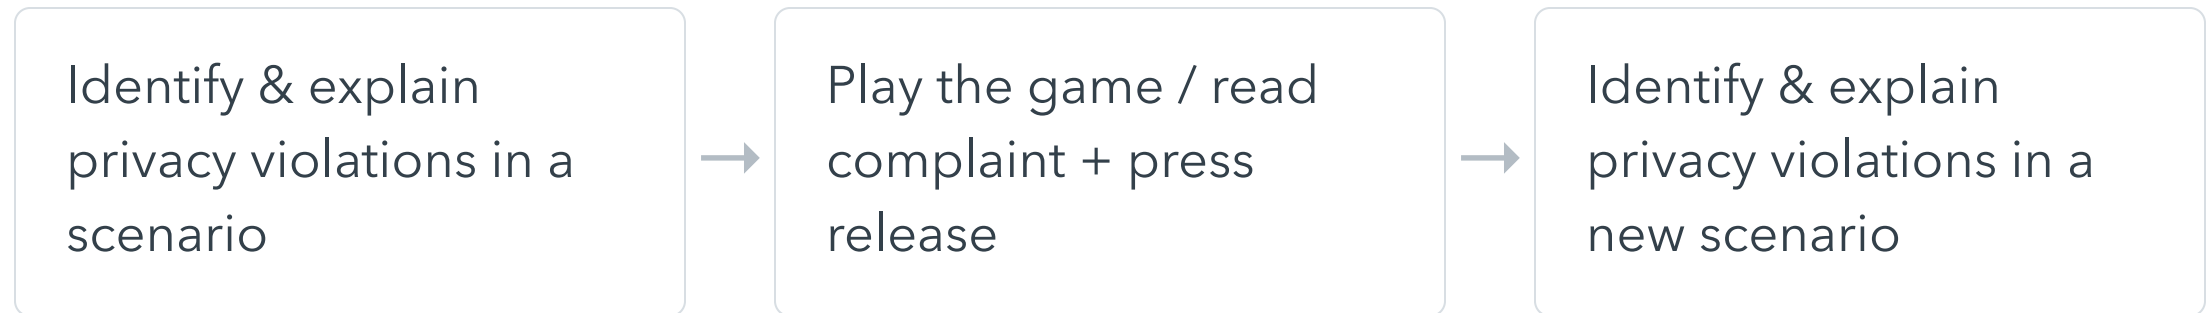 Identify & explain
privacy violations in a
scenario
Play the game / read
complaint + press
release
Identify & explain
privacy violations in a
new scenario